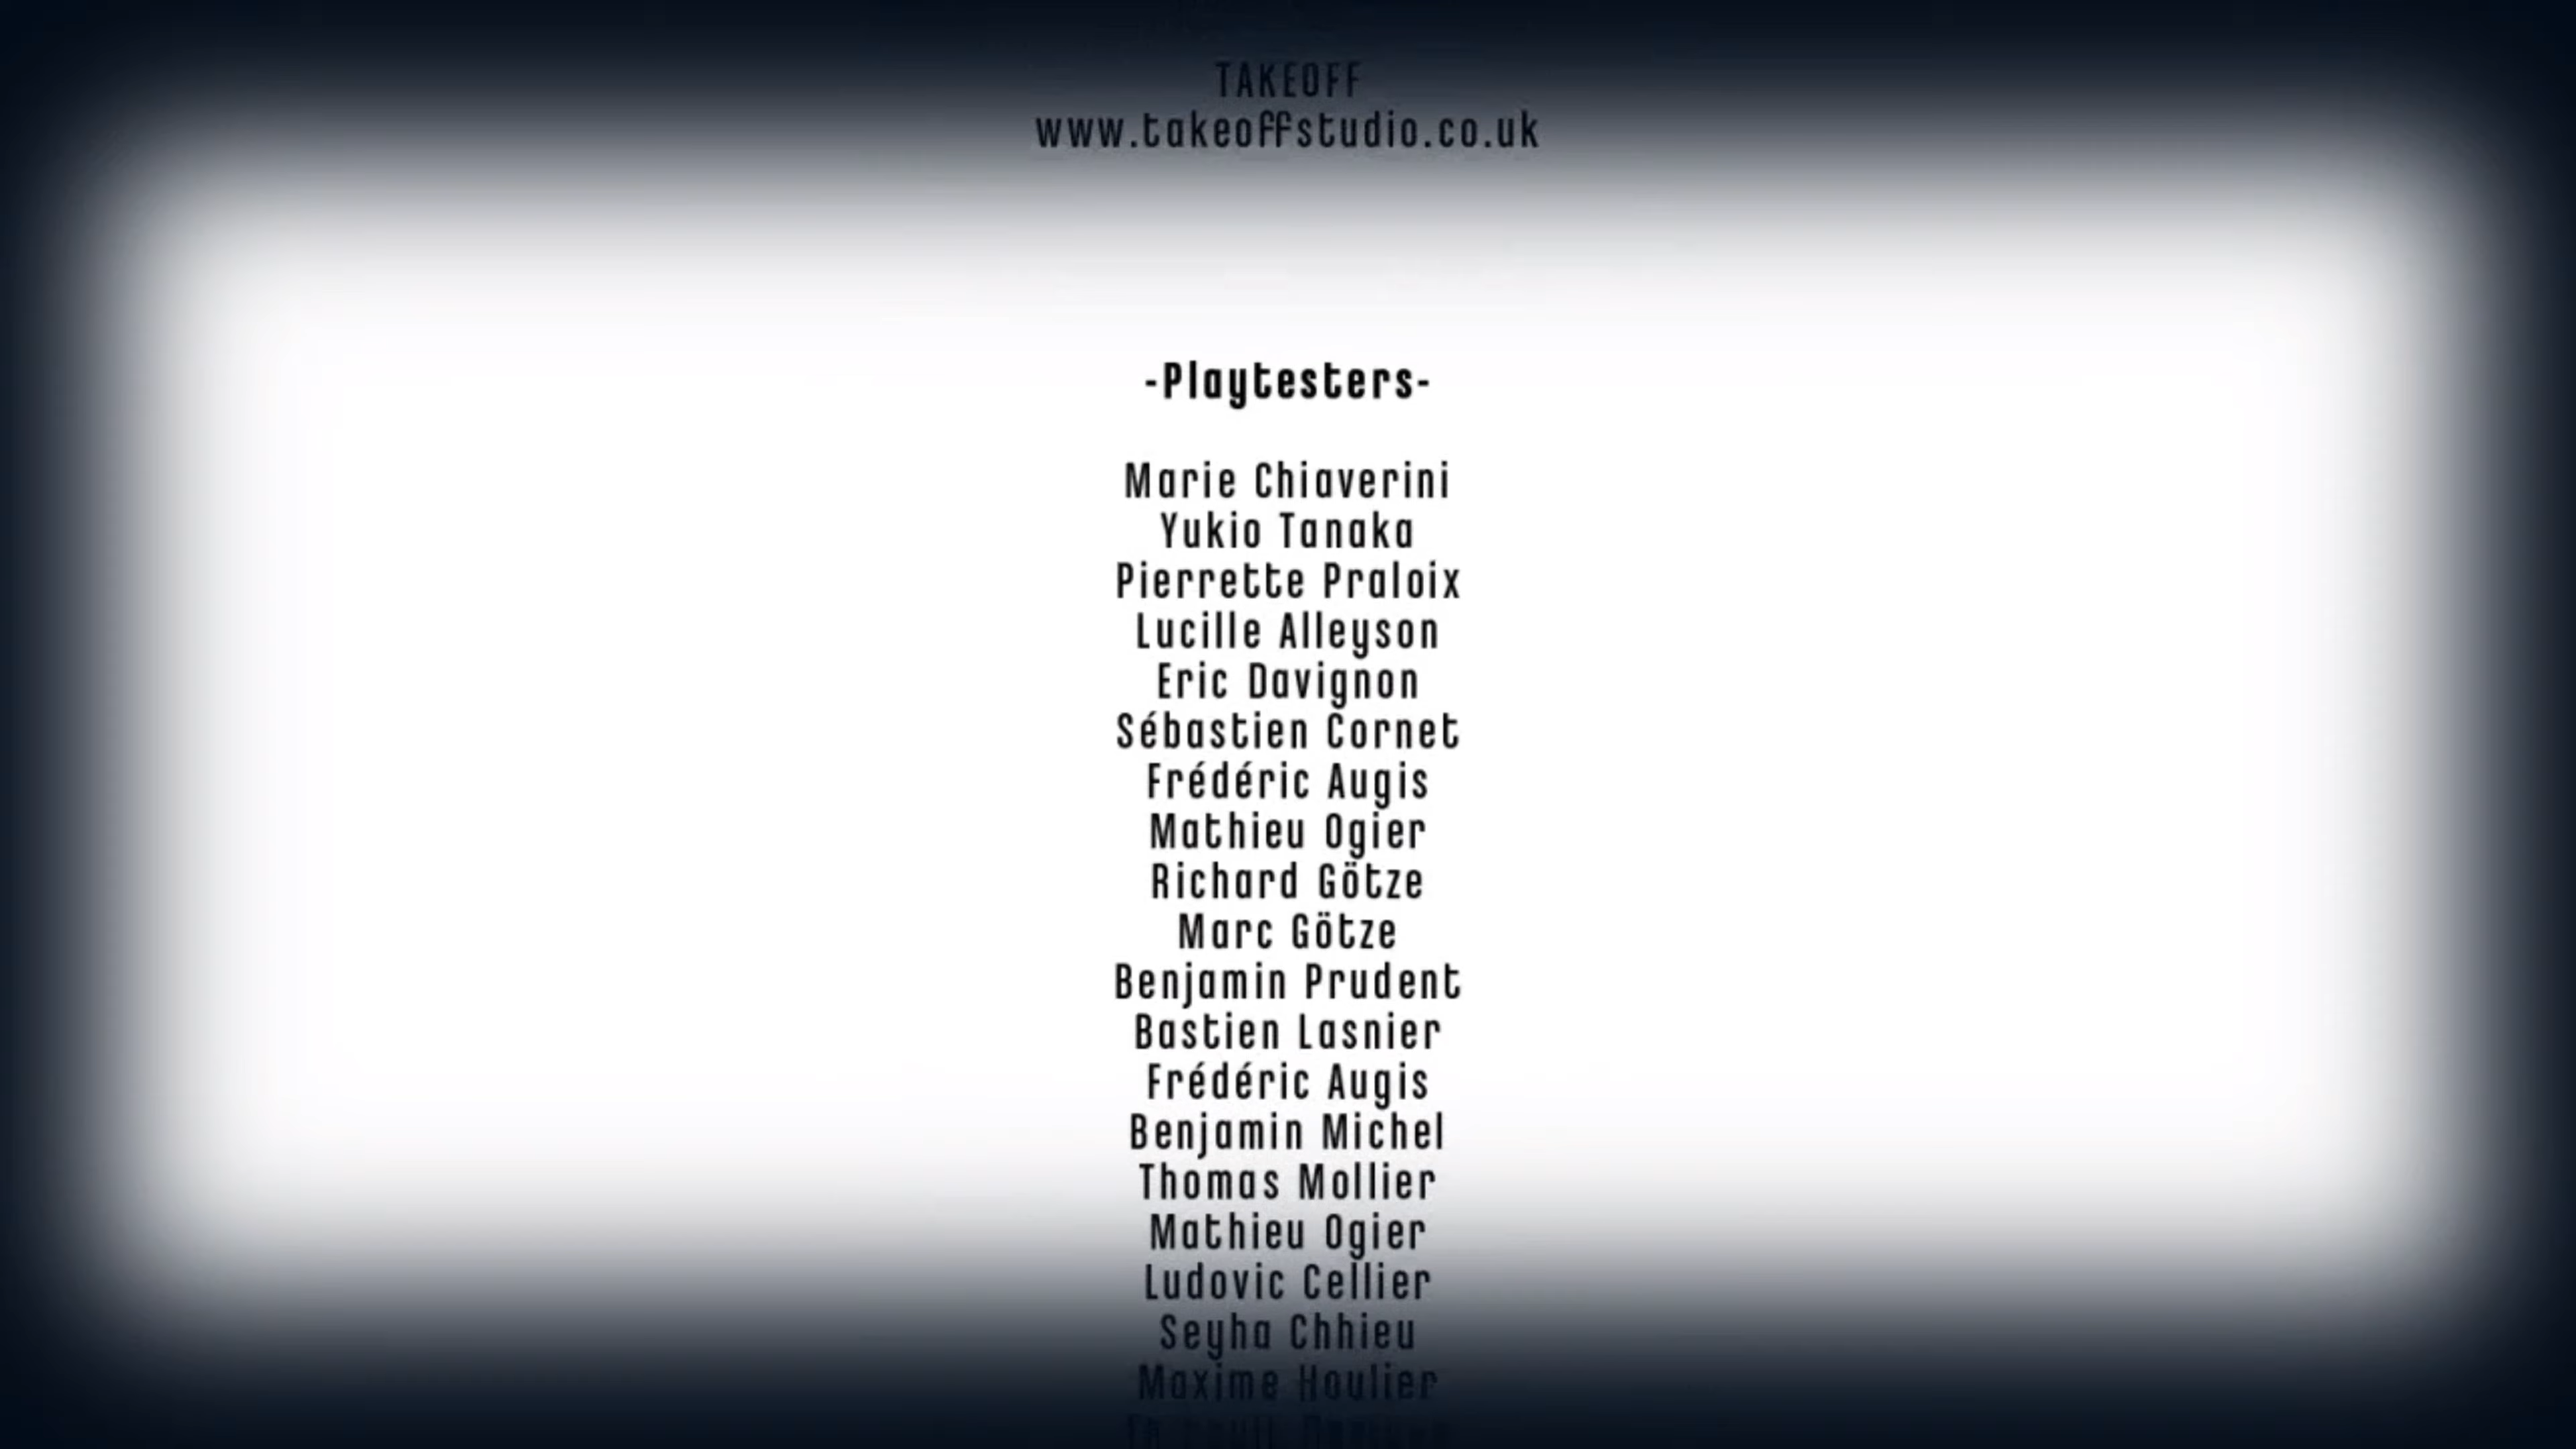 TAKEOFF
www.takeoffstudio.co.uk
-Playtesters-
Marie Chiaverini
Yukio Tanaka
Pierrette Praloix
Lucille Alleyson
Eric Davignon
Sébastien Cornet
Frédéric Augis
Mathieu Ogier
Richard Götze
Marc Götze
Benjamin Prudent
Bastien Lasnier
Frédéric Augis
Benjamin Michel
Thomas Mollier
Mathieu Ogier
Ludovic Cellier
Seyha Chhieu
Maxime Houlier